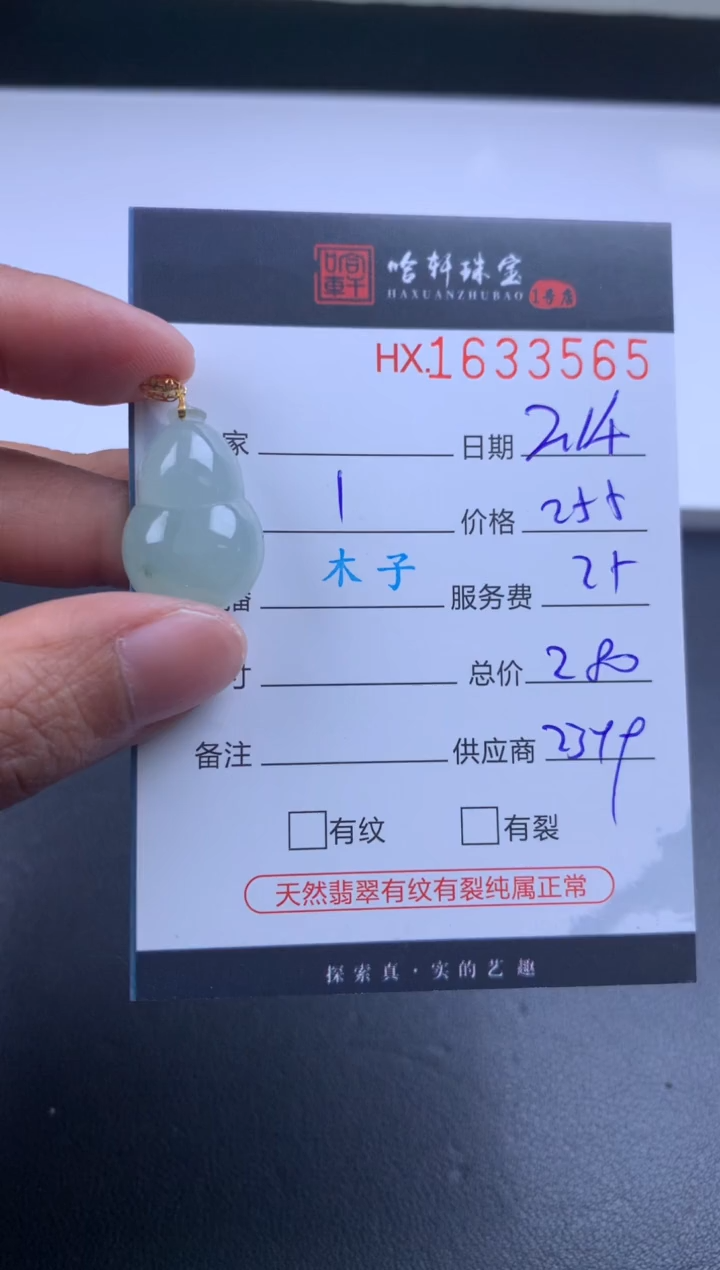 哈轩珠宝
HAXUANZHUBAO 1号店
HX.1633565
家 日期 2.14
1 价格 255
播 木子 服务费 25
寸 总价 280
备注 供应商
有纹 有裂
天然翡翠有纹有裂纯属正常
探索真·实的艺趣